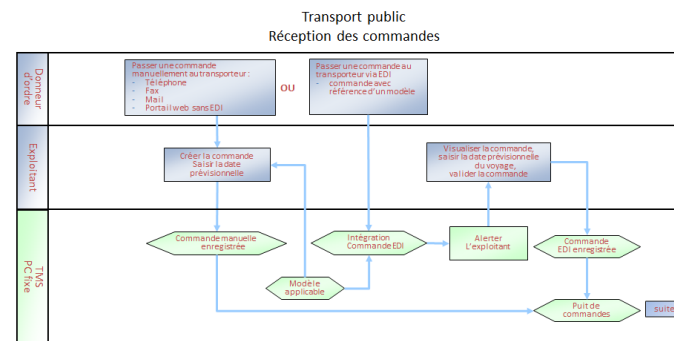 Transport public
Réception des commandes
Donneur
d'ordre
Passer une commande
manuellement au transporteur :
- Téléphone
- Fax
- Mail
- Portail web sans EDI
ou
Passer une commande au
transporteur via EDI
- commande avec
référence d'un modèle
Exploitant
Créer la commande
Saisir la date
prévisionnelle
Visualiser la commande,
saisir la date prévisionnelle
du voyage,
valider la commande
TMS
PC fixe
Commande manuelle
enregistrée
Intégration
Commande EDI
Alerter
L'exploitant
Commande
EDI enregistrée
Modèle
applicable
Puit de
commandes
suite